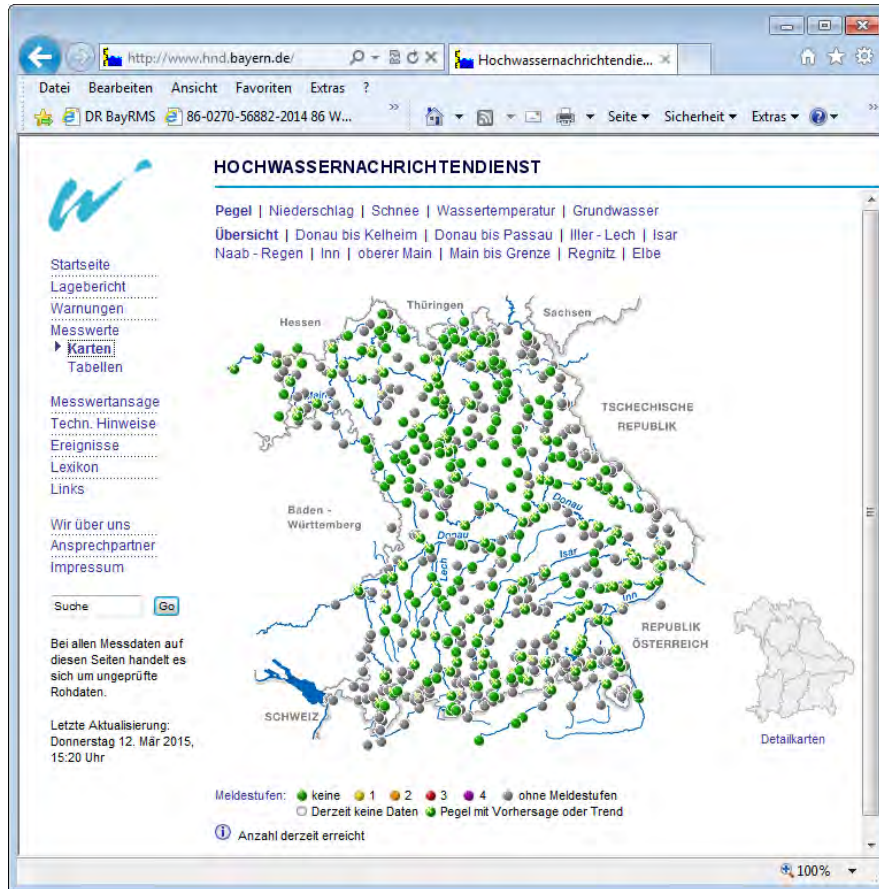 http://www.hnd.bayern.de/
Hochwassernachrichtendie...
Datei Bearbeiten Ansicht Favoriten Extras ?
DR BayRMS 86-0270-56882-2014 86 W... » Seite Sicherheit Extras »
HOCHWASSERNACHRICHTENDIENST
Pegel | Niederschlag | Schnee | Wassertemperatur | Grundwasser
Übersicht | Donau bis Kelheim | Donau bis Passau | Iller - Lech | Isar
Naab - Regen | Inn | oberer Main | Main bis Grenze | Regnitz | Elbe
Startseite
Lagebericht
Warnungen
Messwerte
Karten
Tabellen
Messwertansage
Techn. Hinweise
Ereignisse
Lexikon
Links
Wir über uns
Ansprechpartner
Impressum
Suche Go
Bei allen Messdaten auf
diesen Seiten handelt es
sich um ungeprüfte
Rohdaten.
Letzte Aktualisierung:
Donnerstag 12. Mär 2015,
15:20 Uhr
Thüringen
Hessen
Sachsen
Main
TSCHECHISCHE
REPUBLIK
Baden -
Württemberg
Donau
Donau
Isar
Lech
Inn
REPUBLIK
ÖSTERREICH
SCHWEIZ
Detailkarten
Meldestufen: keine 1 2 3 4 ohne Meldestufen
Derzeit keine Daten Pegel mit Vorhersage oder Trend
Anzahl derzeit erreicht
100%